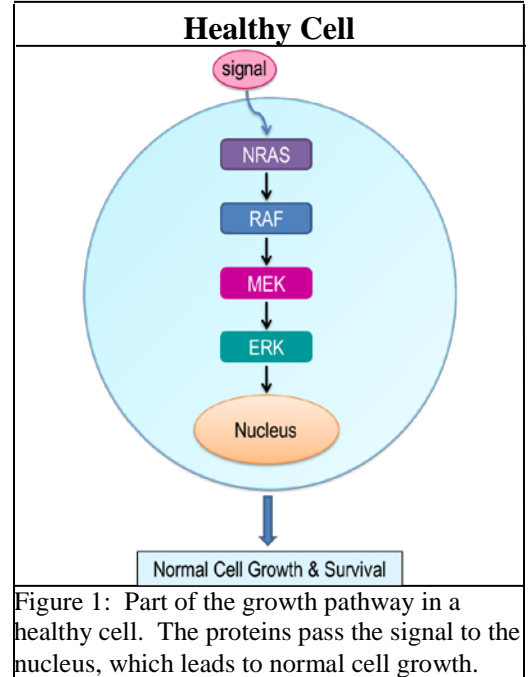 Healthy Cell
signal
NRAS
RAF
MEK
ERK
Nucleus
Normal Cell Growth & Survival
Figure 1: Part of the growth pathway in a
healthy cell. The proteins pass the signal to the
nucleus, which leads to normal cell growth.